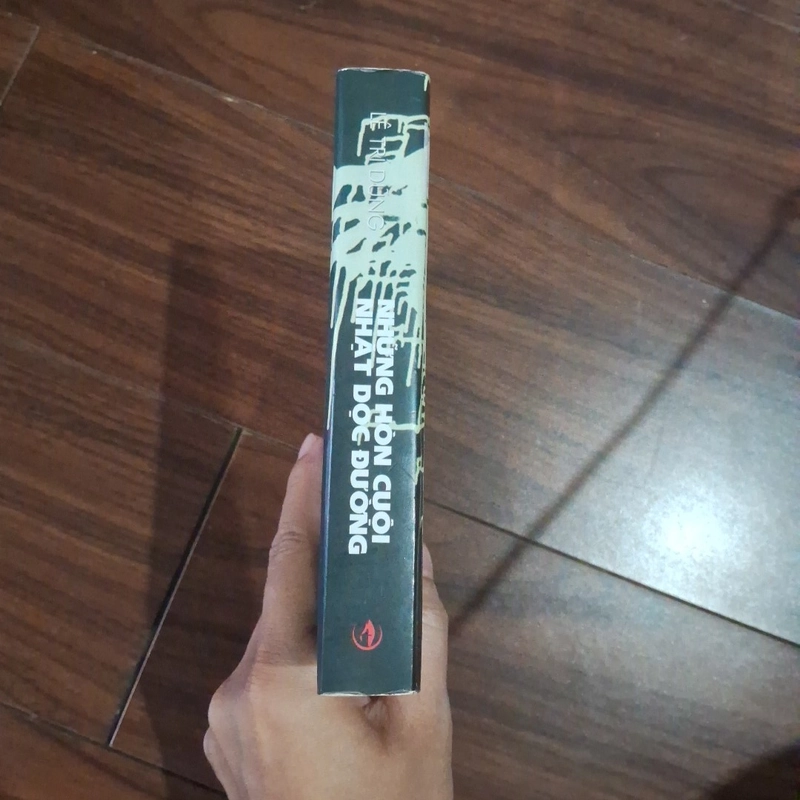 LÊ TRÍ DŨNG
NHỮNG HÒN CUỘI
NHẶT DỌC ĐƯỜNG